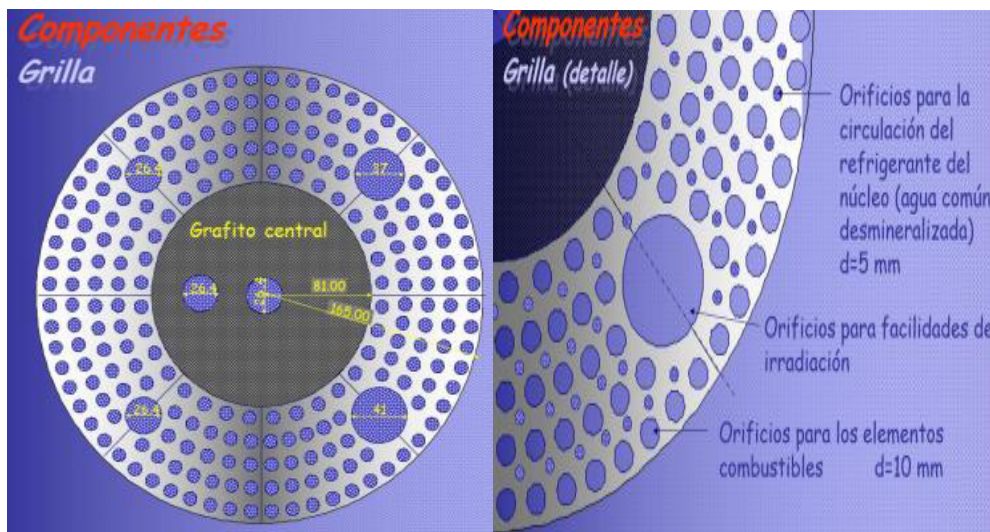 Componentes
Grilla
26.4
37
Grafito central
26.4
81.00
165.00
26.4
41
Componentes
Grilla (detalle)
Orificios para la
circulación del
refrigerante del
núcleo (agua común
desmineralizada)
d=5 mm
Orificios para facilidades de
irradiación
Orificios para los elementos
combustibles d=10 mm